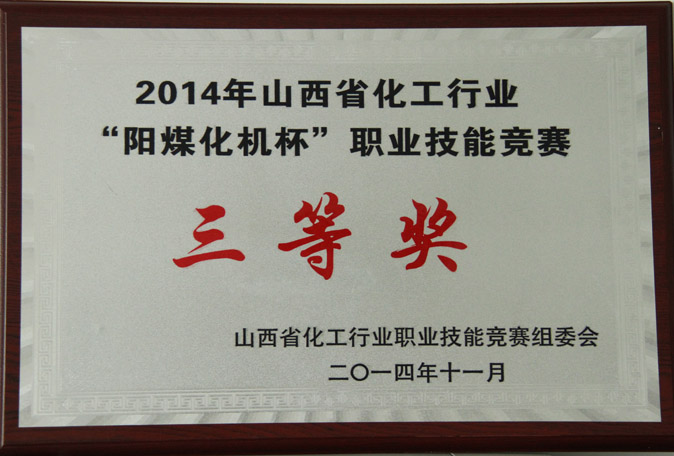 2014年山西省化工行业
“阳煤化机杯”职业技能竞赛
三等奖
山西省化工行业职业技能竞赛组委会
二〇一四年十一月